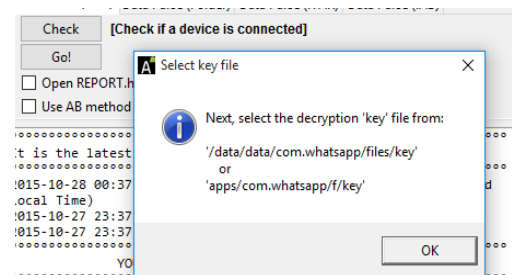 Check [Check if a device is connected]
Go!
Select key file
Open REPORT.h
Use AB method
Next, select the decryption 'key' file from:
'/data/data/com.whatsapp/files/key'
or
'apps/com.whatsapp/f/key'
t is the latest
2015-10-28 00:37 d
ocal Time)
2015-10-27 23:37
2015-10-27 23:37
YO
OK